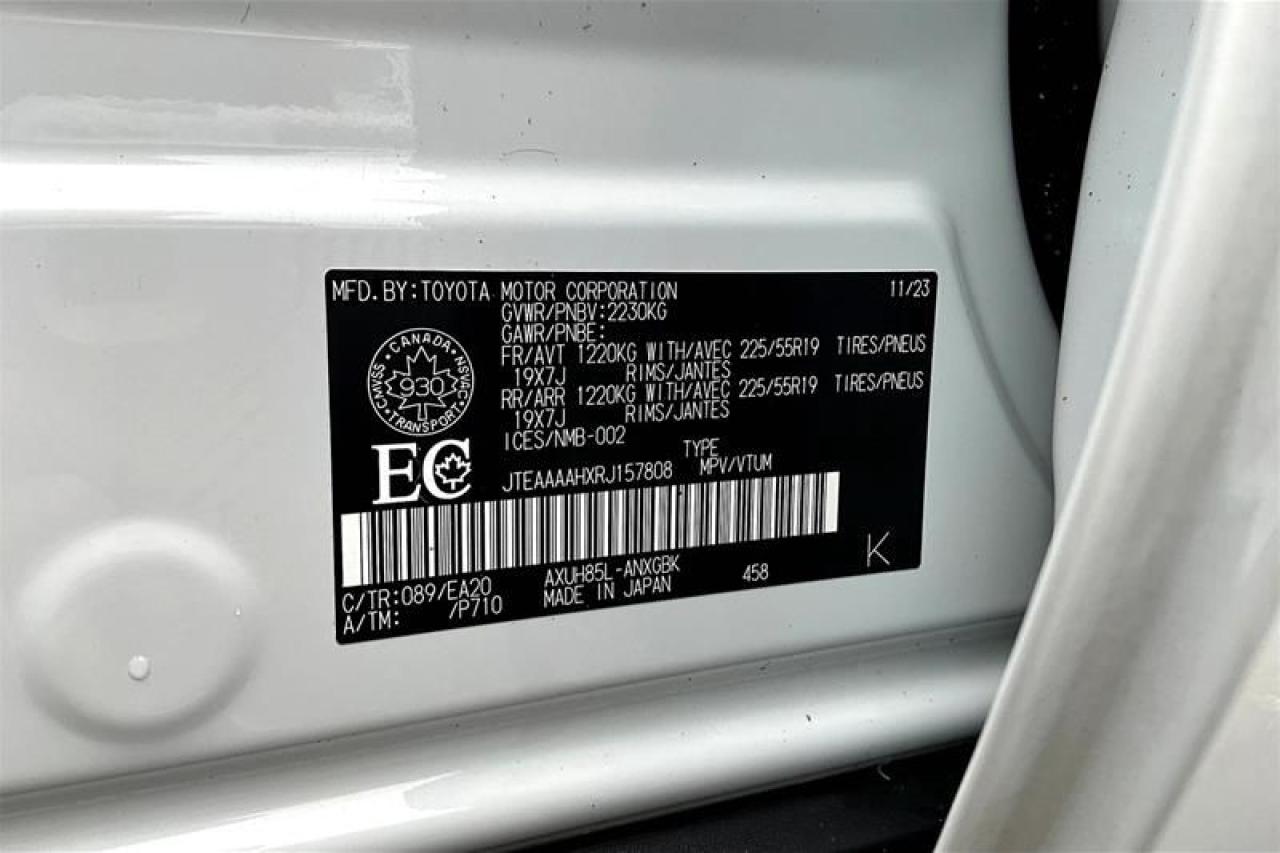 MFD.BY:TOYOTA MOTOR CORPORATION 11/23
GVWR/PNBV:2230KG
GAWR/PNBE:
FR/AVT 1220KG WITH/AVEC 225/55R19 TIRES/PNEUS
19X7J RIMS/JANTES
RR/ARR 1220KG WITH/AVEC 225/55R19 TIRES/PNEUS
19X7J RIMS/JANTES
ICES/NMB-002
CANADA
CMVSS 930 NSVAC
TRANSPORT
EC
TYPE
JTEAAAAHXRJ157808 MPV/VTUM
C/TR:089/EA20 AXUH85L-ANXGBK 458 K
A/TM: /P710 MADE IN JAPAN